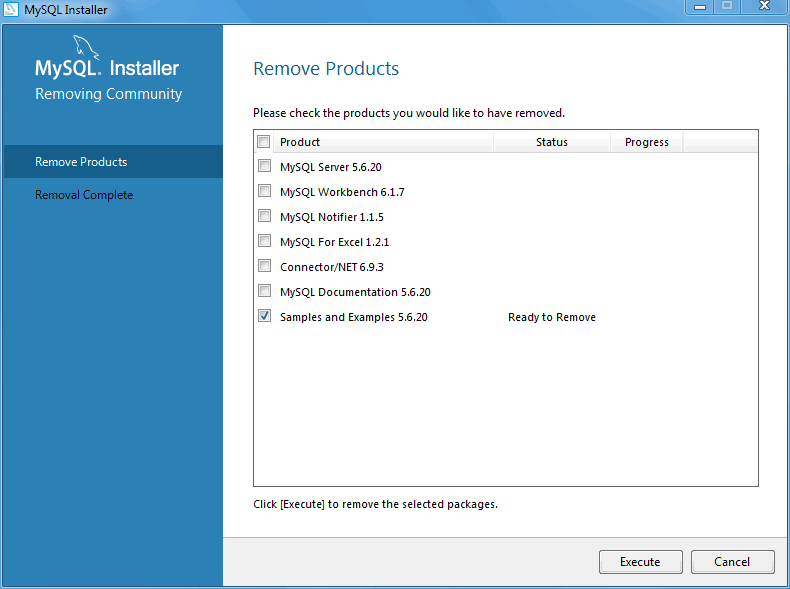 MySQL Installer
MySQL. Installer
Removing Community
Remove Products
Removal Complete
Remove Products
Please check the products you would like to have removed.
Product Status Progress
MySQL Server 5.6.20
MySQL Workbench 6.1.7
MySQL Notifier 1.1.5
MySQL For Excel 1.2.1
Connector/NET 6.9.3
MySQL Documentation 5.6.20
Samples and Examples 5.6.20 Ready to Remove
Click [Execute] to remove the selected packages.
Execute Cancel